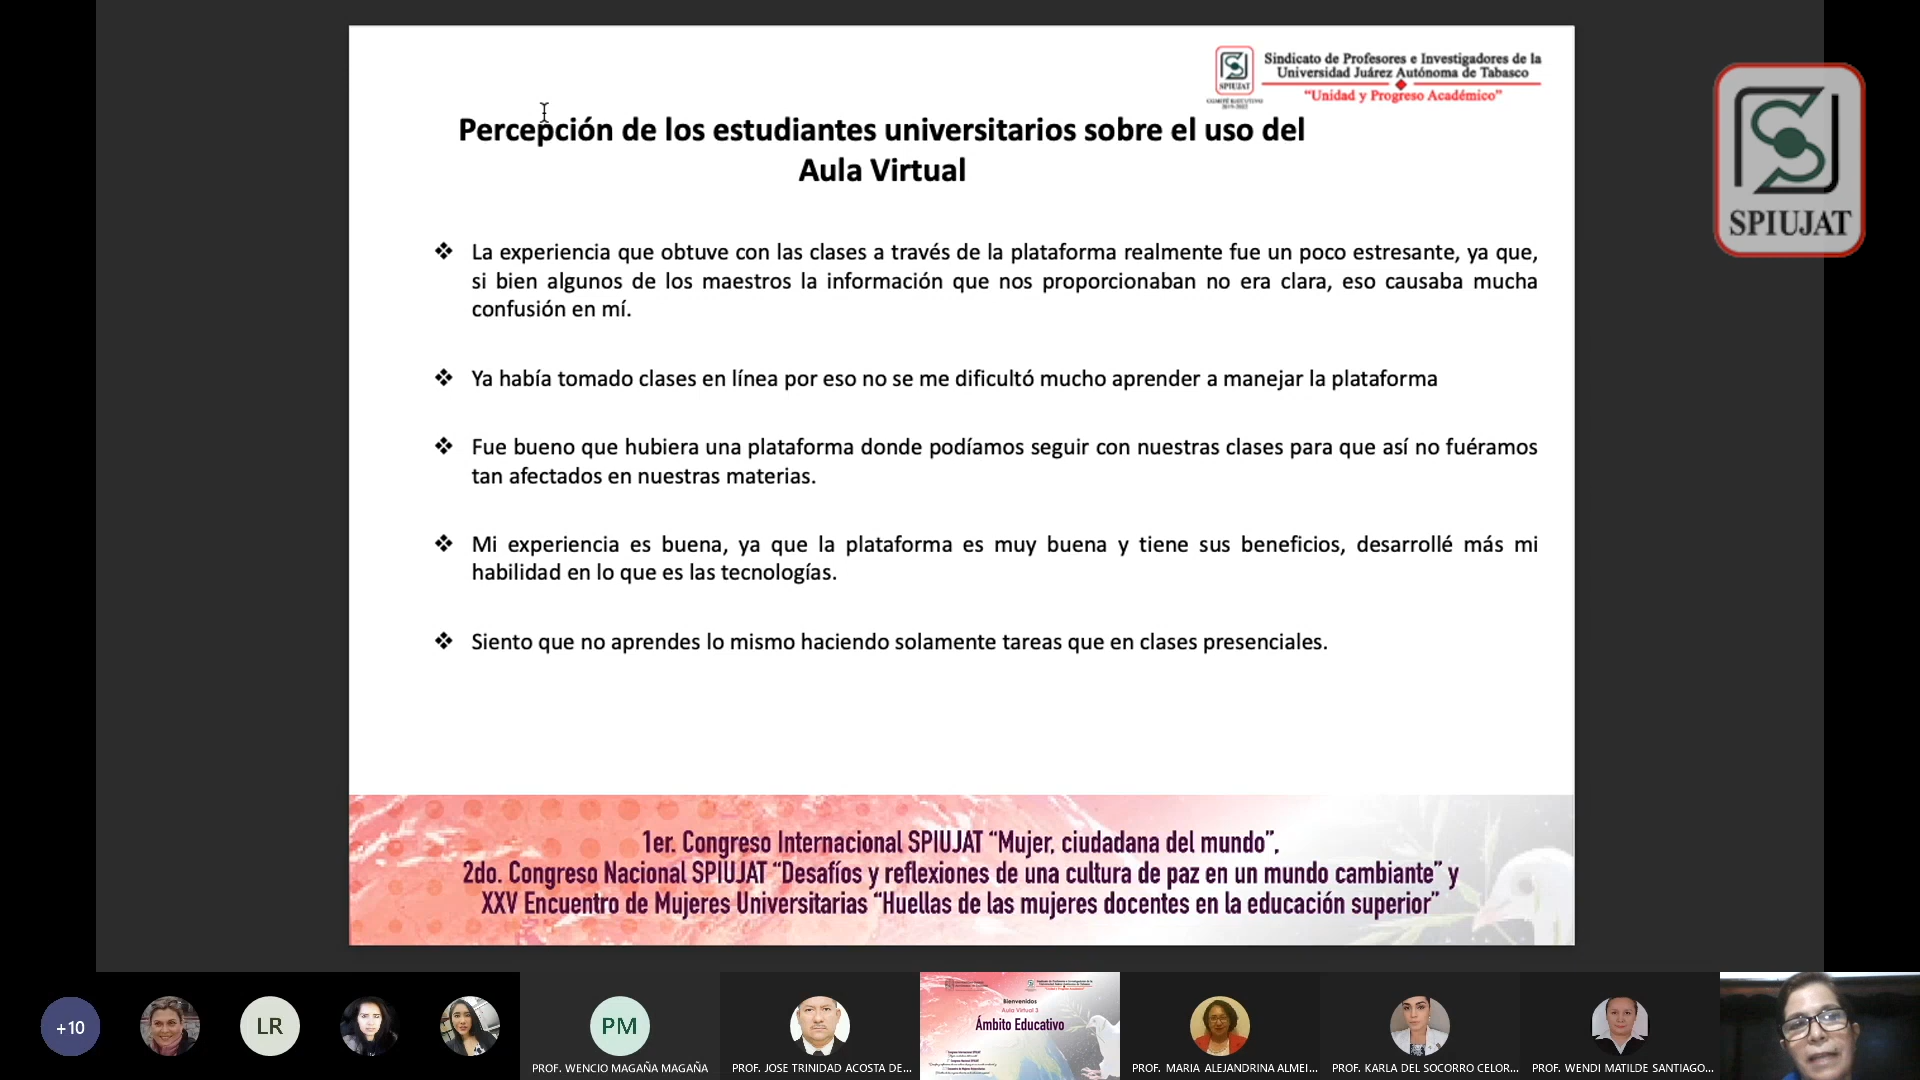 Sindicato de Profesores e Investigadores de la
Universidad Juárez Autónoma de Tabasco
"Unidad y Progreso Académico"
SPIUJAT
COMITÉ EJECUTIVO
2019-2022
SPIUJAT
Percepción de los estudiantes universitarios sobre el uso del
Aula Virtual
❖ La experiencia que obtuve con las clases a través de la plataforma realmente fue un poco estresante, ya que,
si bien algunos de los maestros la información que nos proporcionaban no era clara, eso causaba mucha
confusión en mí.
❖ Ya había tomado clases en línea por eso no se me dificultó mucho aprender a manejar la plataforma
❖ Fue bueno que hubiera una plataforma donde podíamos seguir con nuestras clases para que así no fuéramos
tan afectados en nuestras materias.
❖ Mi experiencia es buena, ya que la plataforma es muy buena y tiene sus beneficios, desarrollé más mi
habilidad en lo que es las tecnologías.
❖ Siento que no aprendes lo mismo haciendo solamente tareas que en clases presenciales.
1er. Congreso Internacional SPIUJAT "Mujer, ciudadana del mundo",
2do. Congreso Nacional SPIUJAT "Desafíos y reflexiones de una cultura de paz en un mundo cambiante" y
XXV Encuentro de Mujeres Universitarias "Huellas de las mujeres docentes en la educación superior"
+10
LR
PM
PROF. WENCIO MAGAÑA MAGAÑA
PROF. JOSE TRINIDAD ACOSTA DE...
Bienvenidos
Aula Virtual 3
Ámbito Educativo
PROF. MARIA ALEJANDRINA ALMEI...
PROF. KARLA DEL SOCORRO CELOR...
PROF. WENDI MATILDE SANTIAGO...